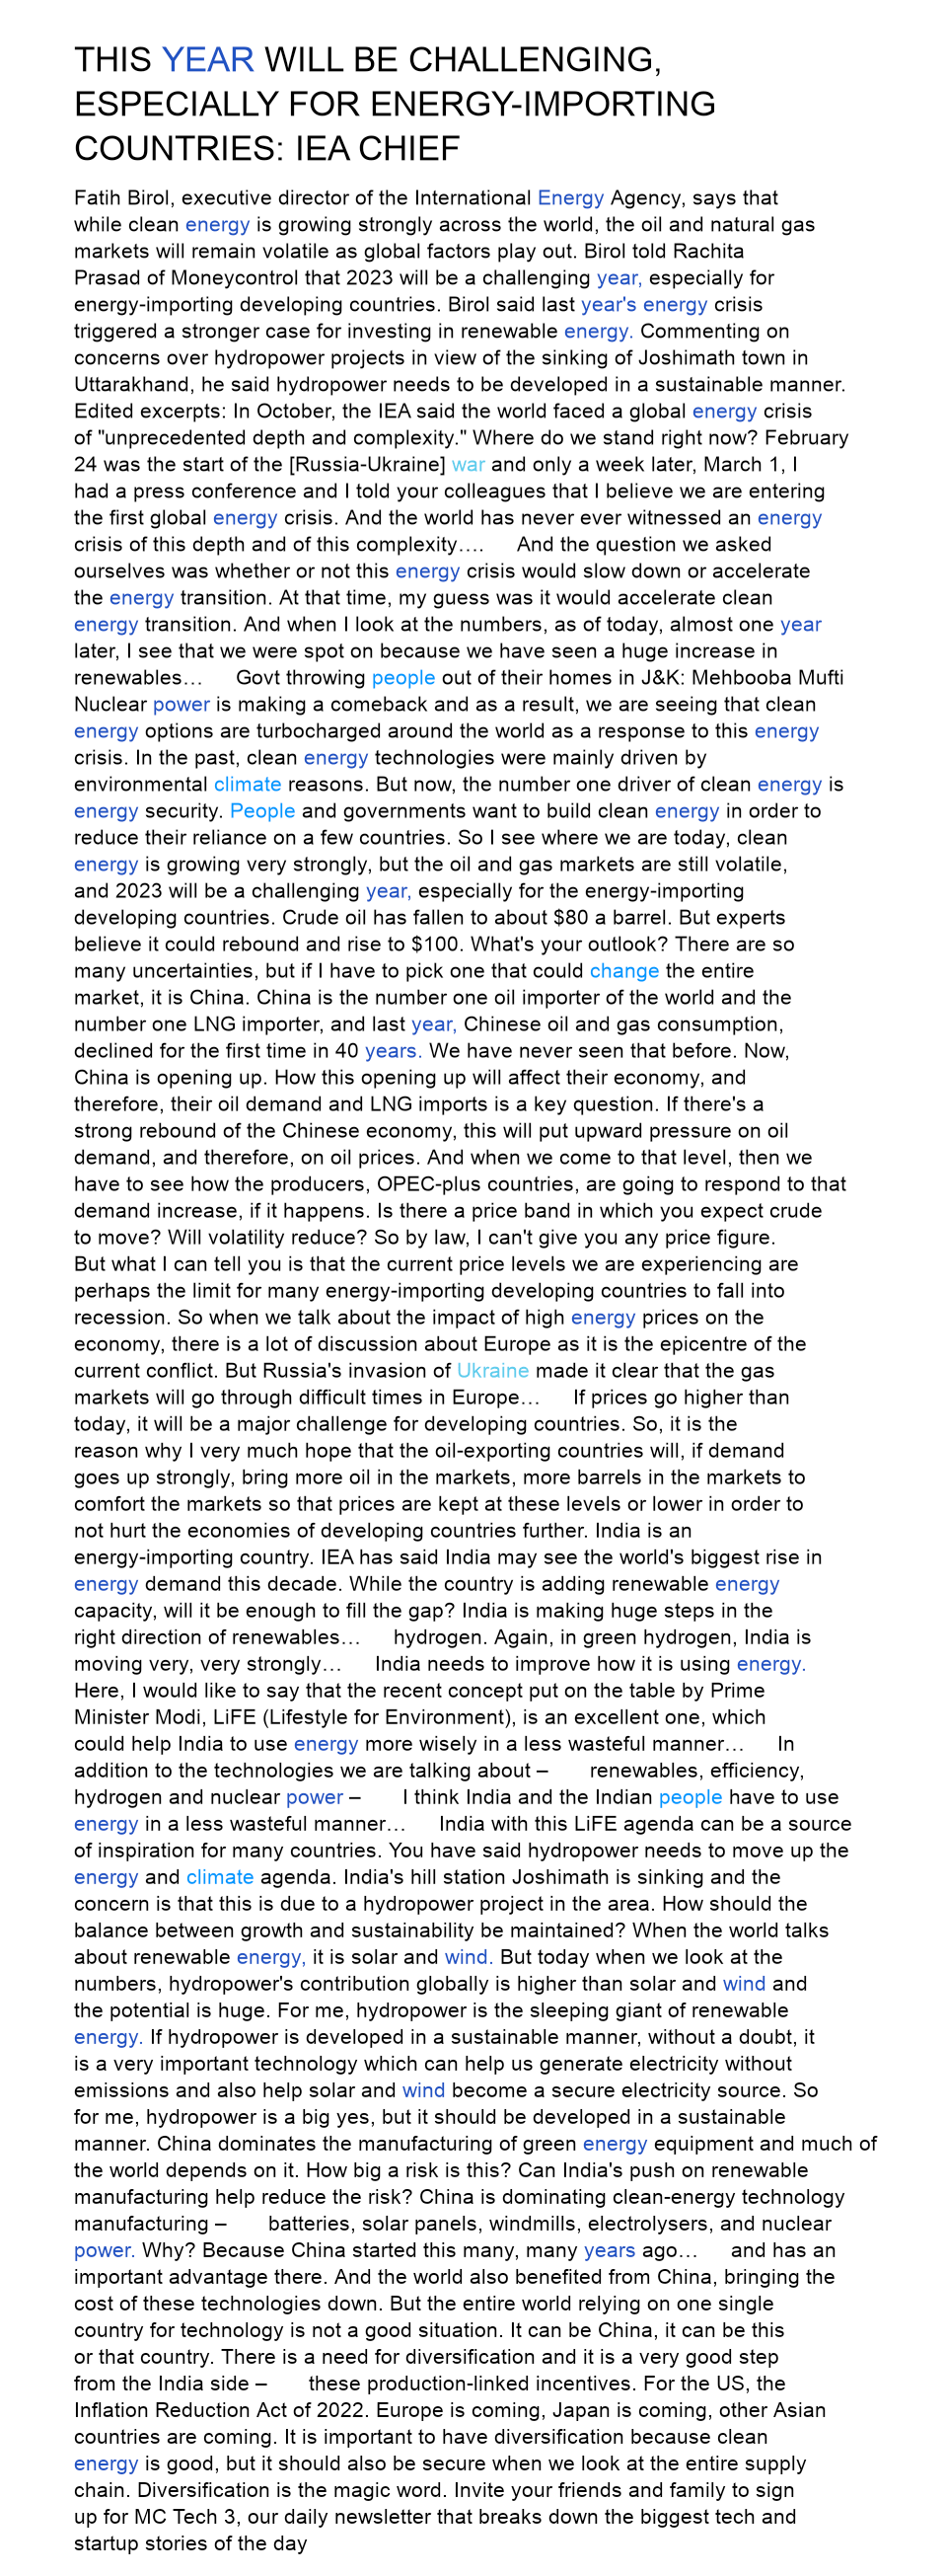 THIS YEAR WILL BE CHALLENGING,
ESPECIALLY FOR ENERGY-IMPORTING
COUNTRIES: IEA CHIEF
Fatih Birol, executive director of the International Energy Agency, says that
while clean energy is growing strongly across the world, the oil and natural gas
markets will remain volatile as global factors play out. Birol told Rachita
Prasad of Moneycontrol that 2023 will be a challenging year, especially for
energy-importing developing countries. Birol said last year's energy crisis
triggered a stronger case for investing in renewable energy. Commenting on
concerns over hydropower projects in view of the sinking of Joshimath town in
Uttarakhand, he said hydropower needs to be developed in a sustainable manner.
Edited excerpts: In October, the IEA said the world faced a global energy crisis
of "unprecedented depth and complexity." Where do we stand right now? February
24 was the start of the [Russia-Ukraine] war and only a week later, March 1, I
had a press conference and I told your colleagues that I believe we are entering
the first global energy crisis. And the world has never ever witnessed an energy
crisis of this depth and of this complexity…. And the question we asked
ourselves was whether or not this energy crisis would slow down or accelerate
the energy transition. At that time, my guess was it would accelerate clean
energy transition. And when I look at the numbers, as of today, almost one year
later, I see that we were spot on because we have seen a huge increase in
renewables… Govt throwing people out of their homes in J&K: Mehbooba Mufti
Nuclear power is making a comeback and as a result, we are seeing that clean
energy options are turbocharged around the world as a response to this energy
crisis. In the past, clean energy technologies were mainly driven by
environmental climate reasons. But now, the number one driver of clean energy is
energy security. People and governments want to build clean energy in order to
reduce their reliance on a few countries. So I see where we are today, clean
energy is growing very strongly, but the oil and gas markets are still volatile,
and 2023 will be a challenging year, especially for the energy-importing
developing countries. Crude oil has fallen to about $80 a barrel. But experts
believe it could rebound and rise to $100. What's your outlook? There are so
many uncertainties, but if I have to pick one that could change the entire
market, it is China. China is the number one oil importer of the world and the
number one LNG importer, and last year, Chinese oil and gas consumption,
declined for the first time in 40 years. We have never seen that before. Now,
China is opening up. How this opening up will affect their economy, and
therefore, their oil demand and LNG imports is a key question. If there's a
strong rebound of the Chinese economy, this will put upward pressure on oil
demand, and therefore, on oil prices. And when we come to that level, then we
have to see how the producers, OPEC-plus countries, are going to respond to that
demand increase, if it happens. Is there a price band in which you expect crude
to move? Will volatility reduce? So by law, I can't give you any price figure.
But what I can tell you is that the current price levels we are experiencing are
perhaps the limit for many energy-importing developing countries to fall into
recession. So when we talk about the impact of high energy prices on the
economy, there is a lot of discussion about Europe as it is the epicentre of the
current conflict. But Russia's invasion of Ukraine made it clear that the gas
markets will go through difficult times in Europe… If prices go higher than
today, it will be a major challenge for developing countries. So, it is the
reason why I very much hope that the oil-exporting countries will, if demand
goes up strongly, bring more oil in the markets, more barrels in the markets to
comfort the markets so that prices are kept at these levels or lower in order to
not hurt the economies of developing countries further. India is an
energy-importing country. IEA has said India may see the world's biggest rise in
energy demand this decade. While the country is adding renewable energy
capacity, will it be enough to fill the gap? India is making huge steps in the
right direction of renewables… hydrogen. Again, in green hydrogen, India is
moving very, very strongly… India needs to improve how it is using energy.
Here, I would like to say that the recent concept put on the table by Prime
Minister Modi, LiFE (Lifestyle for Environment), is an excellent one, which
could help India to use energy more wisely in a less wasteful manner… In
addition to the technologies we are talking about – renewables, efficiency,
hydrogen and nuclear power – I think India and the Indian people have to use
energy in a less wasteful manner… India with this LiFE agenda can be a source
of inspiration for many countries. You have said hydropower needs to move up the
energy and climate agenda. India's hill station Joshimath is sinking and the
concern is that this is due to a hydropower project in the area. How should the
balance between growth and sustainability be maintained? When the world talks
about renewable energy, it is solar and wind. But today when we look at the
numbers, hydropower's contribution globally is higher than solar and wind and
the potential is huge. For me, hydropower is the sleeping giant of renewable
energy. If hydropower is developed in a sustainable manner, without a doubt, it
is a very important technology which can help us generate electricity without
emissions and also help solar and wind become a secure electricity source. So
for me, hydropower is a big yes, but it should be developed in a sustainable
manner. China dominates the manufacturing of green energy equipment and much of
the world depends on it. How big a risk is this? Can India's push on renewable
manufacturing help reduce the risk? China is dominating clean-energy technology
manufacturing – batteries, solar panels, windmills, electrolysers, and nuclear
power. Why? Because China started this many, many years ago… and has an
important advantage there. And the world also benefited from China, bringing the
cost of these technologies down. But the entire world relying on one single
country for technology is not a good situation. It can be China, it can be this
or that country. There is a need for diversification and it is a very good step
from the India side – these production-linked incentives. For the US, the
Inflation Reduction Act of 2022. Europe is coming, Japan is coming, other Asian
countries are coming. It is important to have diversification because clean
energy is good, but it should also be secure when we look at the entire supply
chain. Diversification is the magic word. Invite your friends and family to sign
up for MC Tech 3, our daily newsletter that breaks down the biggest tech and
startup stories of the day